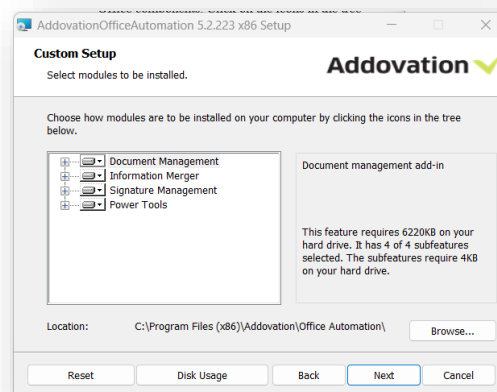 AddovationOfficeAutomation 5.2.223 x86 Setup
Custom Setup
Select modules to be installed.
Addovation
Choose how modules are to be installed on your computer by clicking the icons in the tree
below.
Document Management
Information Merger
Signature Management
Power Tools
Document management add-in
This feature requires 6220KB on your
hard drive. It has 4 of 4 subfeatures
selected. The subfeatures require 4KB
on your hard drive.
Location: C:\Program Files (x86)\Addovation\Office Automation\
Browse...
Reset Disk Usage Back Next Cancel